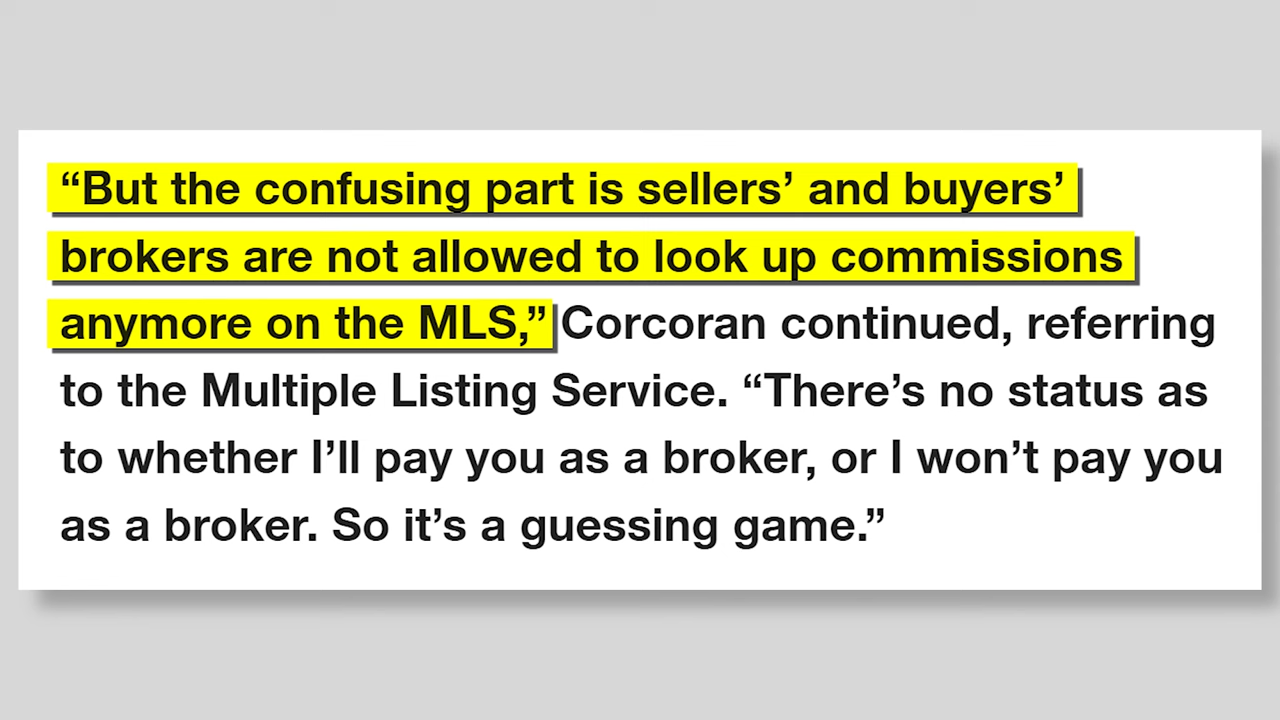 “But the confusing part is sellers’ and buyers’
brokers are not allowed to look up commissions
anymore on the MLS,” Corcoran continued, referring
to the Multiple Listing Service. “There’s no status as
to whether I’ll pay you as a broker, or I won’t pay you
as a broker. So it’s a guessing game.”